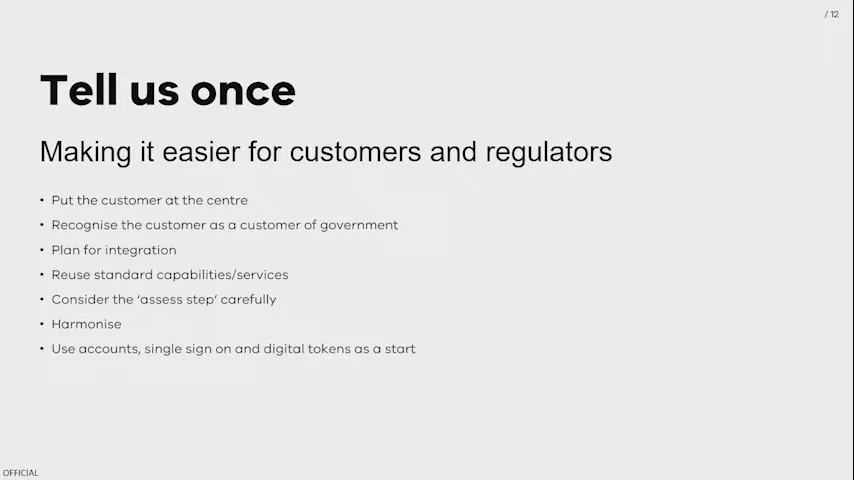 / 12
Tell us once
Making it easier for customers and regulators
• Put the customer at the centre
• Recognise the customer as a customer of government
• Plan for integration
• Reuse standard capabilities/services
• Consider the ‘assess step’ carefully
• Harmonise
• Use accounts, single sign on and digital tokens as a start
OFFICIAL